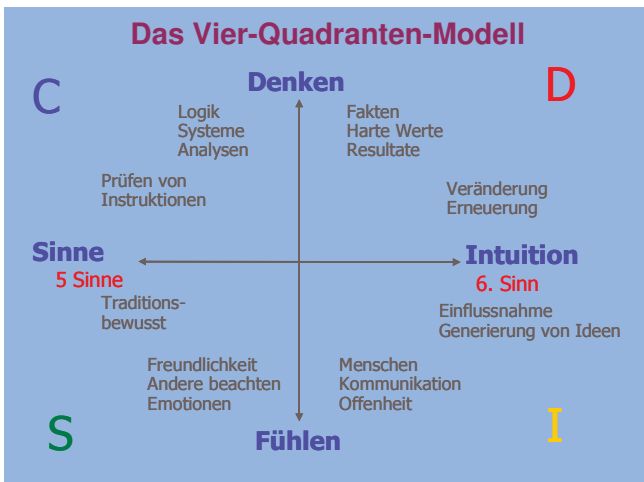 Das Vier-Quadranten-Modell
C
Denken
D
Logik
Systeme
Analysen
Fakten
Harte Werte
Resultate
Prüfen von
Instruktionen
Veränderung
Erneuerung
Sinne
5 Sinne
Intuition
6. Sinn
Traditions-
bewusst
Einflussnahme
Generierung von Ideen
Freundlichkeit
Andere beachten
Emotionen
Menschen
Kommunikation
Offenheit
S
Fühlen
I